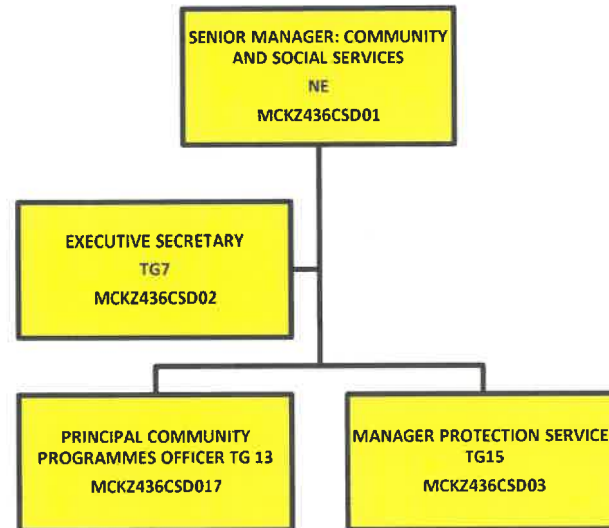 SENIOR MANAGER: COMMUNITY
AND SOCIAL SERVICES
NE
MCKZ436CSD01
EXECUTIVE SECRETARY
TG7
MCKZ436CSD02
PRINCIPAL COMMUNITY
PROGRAMMES OFFICER TG 13
MCKZ436CSD017
MANAGER PROTECTION SERVICE
TG15
MCKZ436CSD03